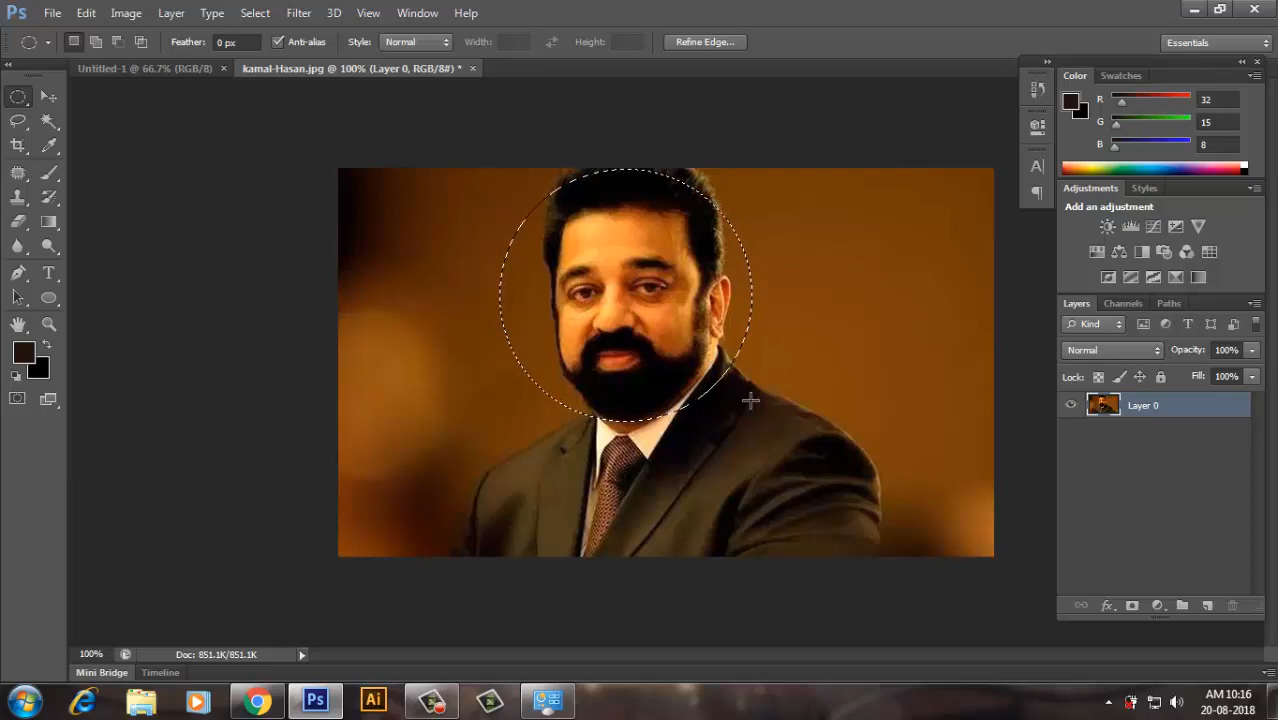 Ps File Edit Image Layer Type Select Filter 3D View Window Help
Feather: 0 px Anti-alias Style: Normal Width: Height: Refine Edge... Essentials
Untitled-1 @ 66.7% (RGB/8) × kamal-Hasan.jpg @ 100% (Layer 0, RGB/8#) * ×
Color Swatches
R 32
G 15
B 8
Adjustments Styles
Add an adjustment
Layers Channels Paths
Kind
Normal Opacity: 100%
Lock: Fill: 100%
Layer 0
100% Doc: 851.1K/851.1K
Mini Bridge Timeline
Ps Ai
AM 10:16
20-08-2018